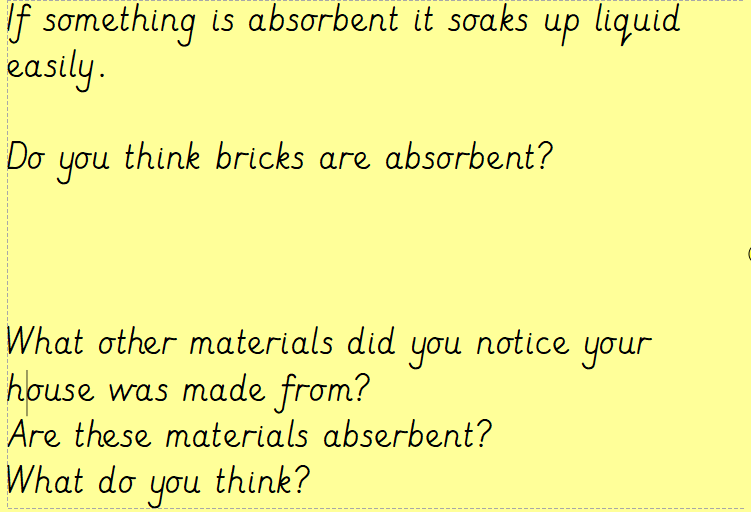 If something is absorbent it soaks up liquid
easily.
Do you think bricks are absorbent?
What other materials did you notice your
house was made from?
Are these materials abserbent?
What do you think?